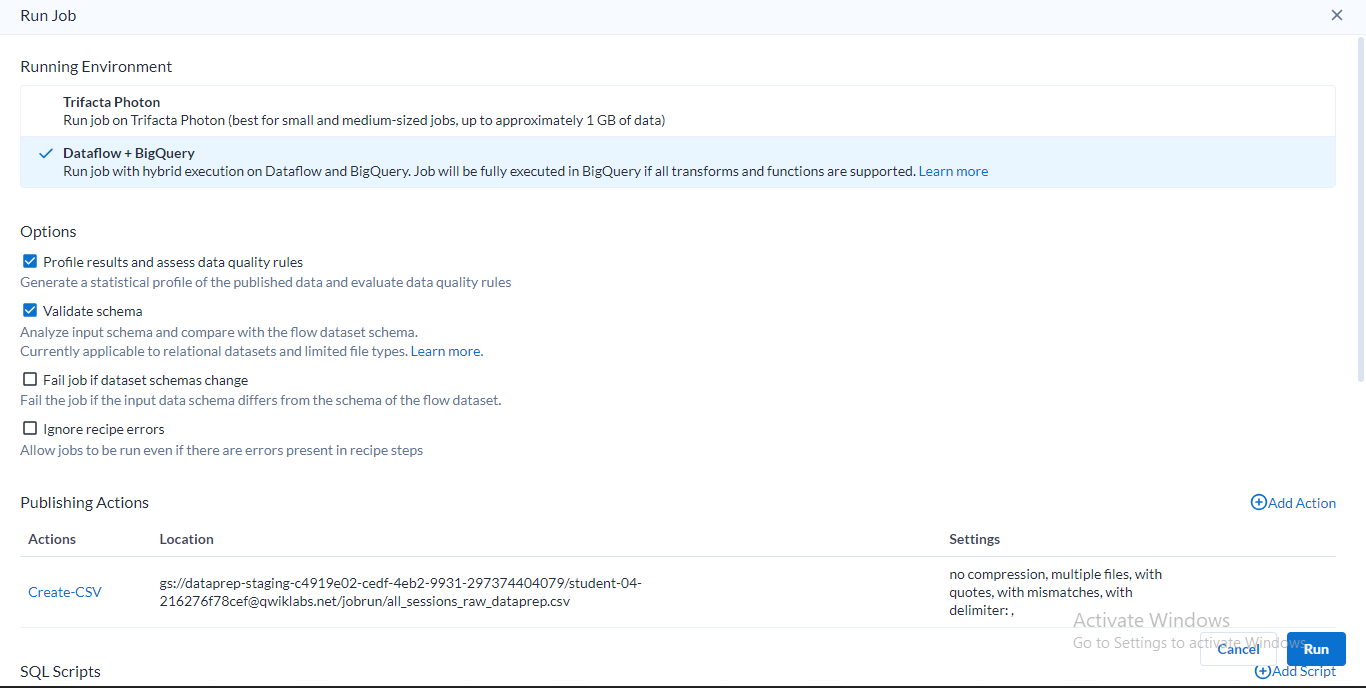 Run Job
Running Environment
Trifacta Photon
Run job on Trifacta Photon (best for small and medium-sized jobs, up to approximately 1 GB of data)
Dataflow + BigQuery
Run job with hybrid execution on Dataflow and BigQuery. Job will be fully executed in BigQuery if all transforms and functions are supported. Learn more
Options
Profile results and assess data quality rules
Generate a statistical profile of the published data and evaluate data quality rules
Validate schema
Analyze input schema and compare with the flow dataset schema.
Currently applicable to relational datasets and limited file types. Learn more.
Fail job if dataset schemas change
Fail the job if the input data schema differs from the schema of the flow dataset.
Ignore recipe errors
Allow jobs to be run even if there are errors present in recipe steps
Publishing Actions
Add Action
Actions Location Settings
Create-CSV
gs://dataprep-staging-c4919e02-cedf-4eb2-9931-297374404079/student-04-
216276f78cef@qwiklabs.net/jobrun/all_sessions_raw_dataprep.csv
no compression, multiple files, with
quotes, with mismatches, with
delimiter: ,
Activate Windows
Go to Settings to activate Windows.
Cancel
Run
SQL Scripts
Add Script